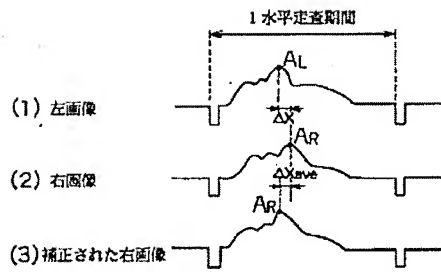 1水平走査期間
AL
(1) 左画像
ΔX
AR
(2) 右画像
ΔXave
AR
(3) 補正された右画像